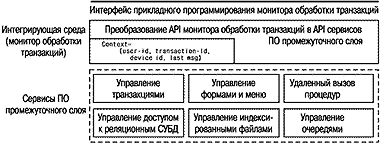 Интерфейс прикладного программирования монитора обработки транзакций
Интегрирующая среда
(монитор обработки
транзакций)
Преобразование API монитора обработки транзакций в API сервисов
ПО промежуточного слоя
Context=
(user-id, transaction-id,
device id, last msg)
Сервисы ПО
промежуточного слоя
Управление
транзакциями
Управление
формами и меню
Удаленный вызов
процедур
Управление доступом
к реляционным СУБД
Управление индекси-
рованными файлами
Управление
очередями